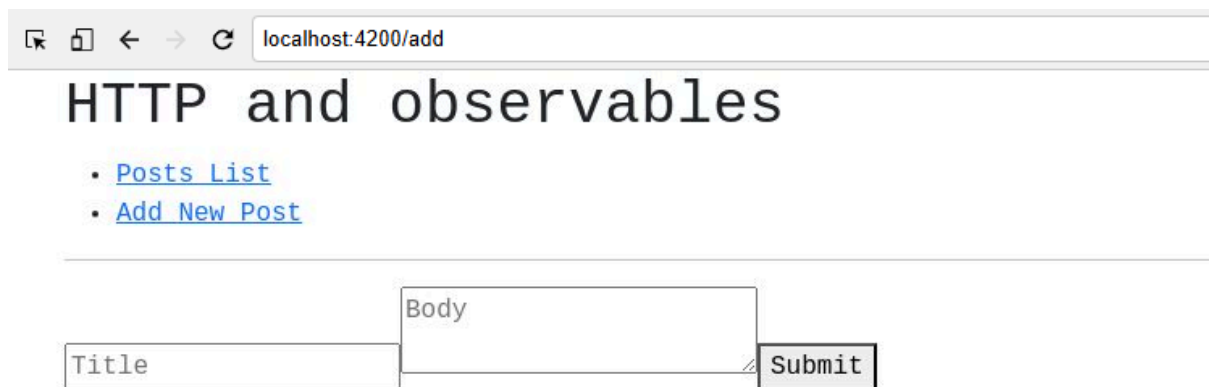 localhost:4200/add
HTTP and observables
• Posts List
• Add New Post
Body
Title Submit